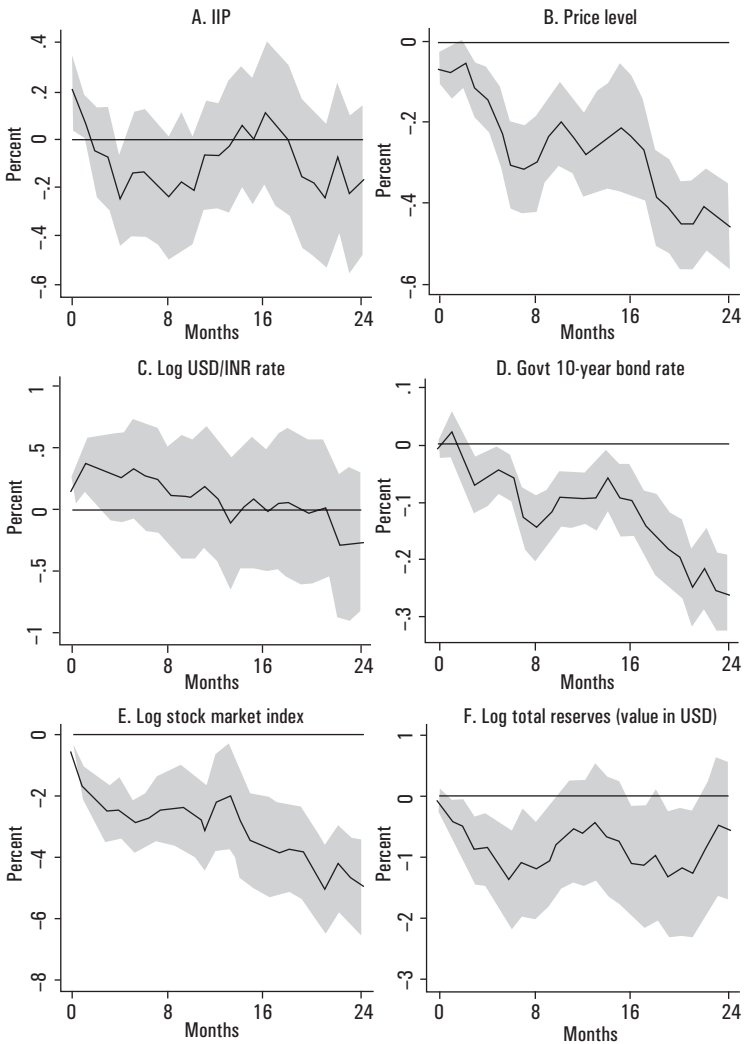 A. IIP
Percent
.4
.2
0
–.2
–.4
–.6
0 8 16 24
Months
B. Price level
Percent
0
–.2
–.4
–.6
0 8 16 24
Months
C. Log USD/INR rate
Percent
1
.5
0
–.5
–1
0 8 16 24
Months
D. Govt 10-year bond rate
Percent
.1
0
–.1
–.2
–.3
0 8 16 24
Months
E. Log stock market index
Percent
0
–2
–4
–6
–8
0 8 16 24
Months
F. Log total reserves (value in USD)
Percent
1
0
–1
–2
–3
0 8 16 24
Months